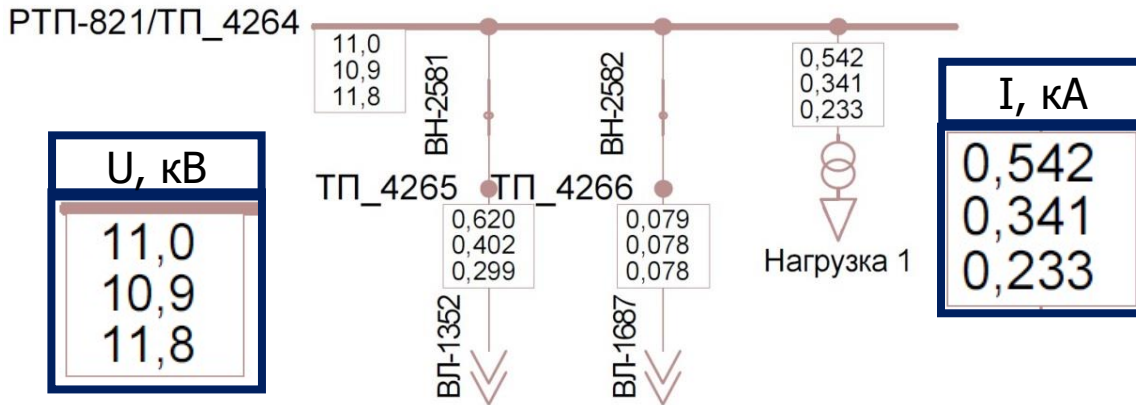 РТП-821/ТП_4264
11,0
10,9
11,8
ВН-2581
ВН-2582
0,542
0,341
0,233
I, кА
0,542
0,341
0,233
U, кВ
11,0
10,9
11,8
ТП_4265
ТП_4266
0,620
0,402
0,299
0,079
0,078
0,078
Нагрузка 1
ВЛ-1352
ВЛ-1687